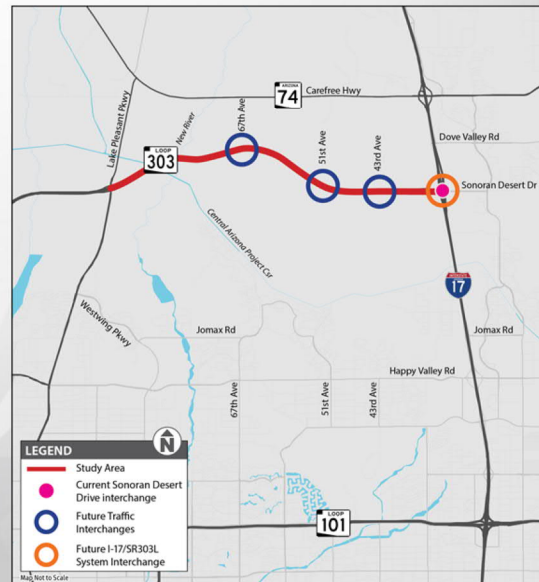 ARIZONA
74
Carefree Hwy
Lake Pleasant Pkwy
New River
67th Ave
LOOP
303
51st Ave
43rd Ave
Dove Valley Rd
Sonoran Desert Dr
Central Arizona Project Csr
INTERSTATE
17
Westwing Pkwy
Jomax Rd
Jomax Rd
Happy Valley Rd
67th Ave
51st Ave
43rd Ave
N
LEGEND
Study Area
Current Sonoran Desert
Drive interchange
Future Traffic
Interchanges
Future I-17/SR303L
System Interchange
LOOP
101
Map Not to Scale